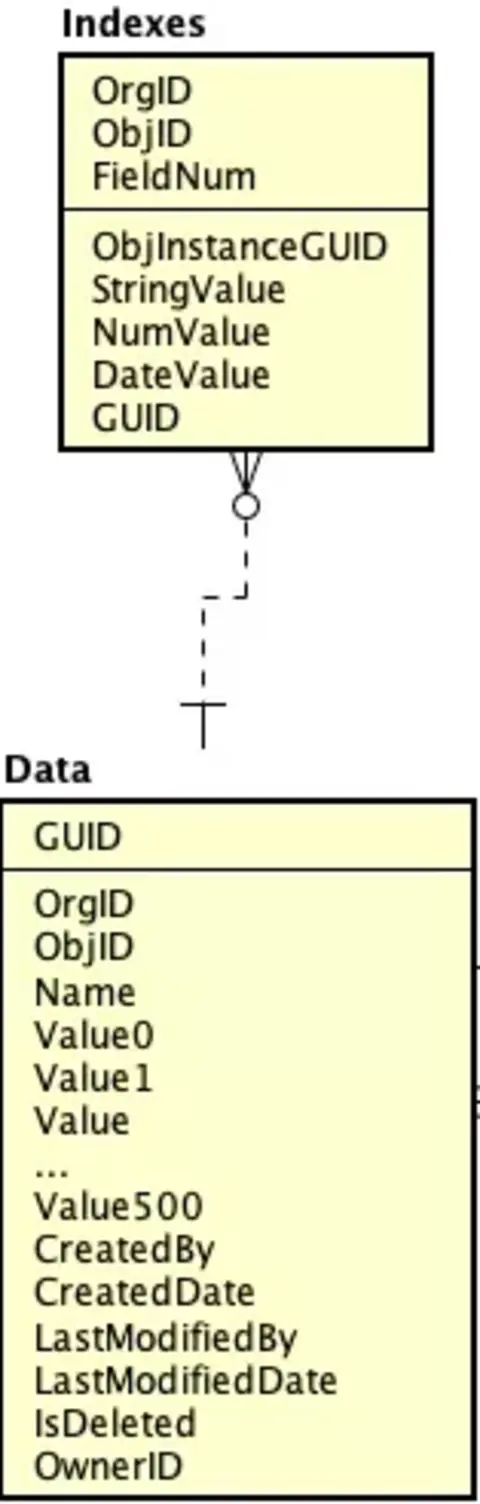 Indexes
OrgID
ObjID
FieldNum
ObjInstanceGUID
StringValue
NumValue
DateValue
GUID
Data
GUID
OrgID
ObjID
Name
Value0
Value1
Value
...
Value500
CreatedBy
CreatedDate
LastModifiedBy
LastModifiedDate
IsDeleted
OwnerID